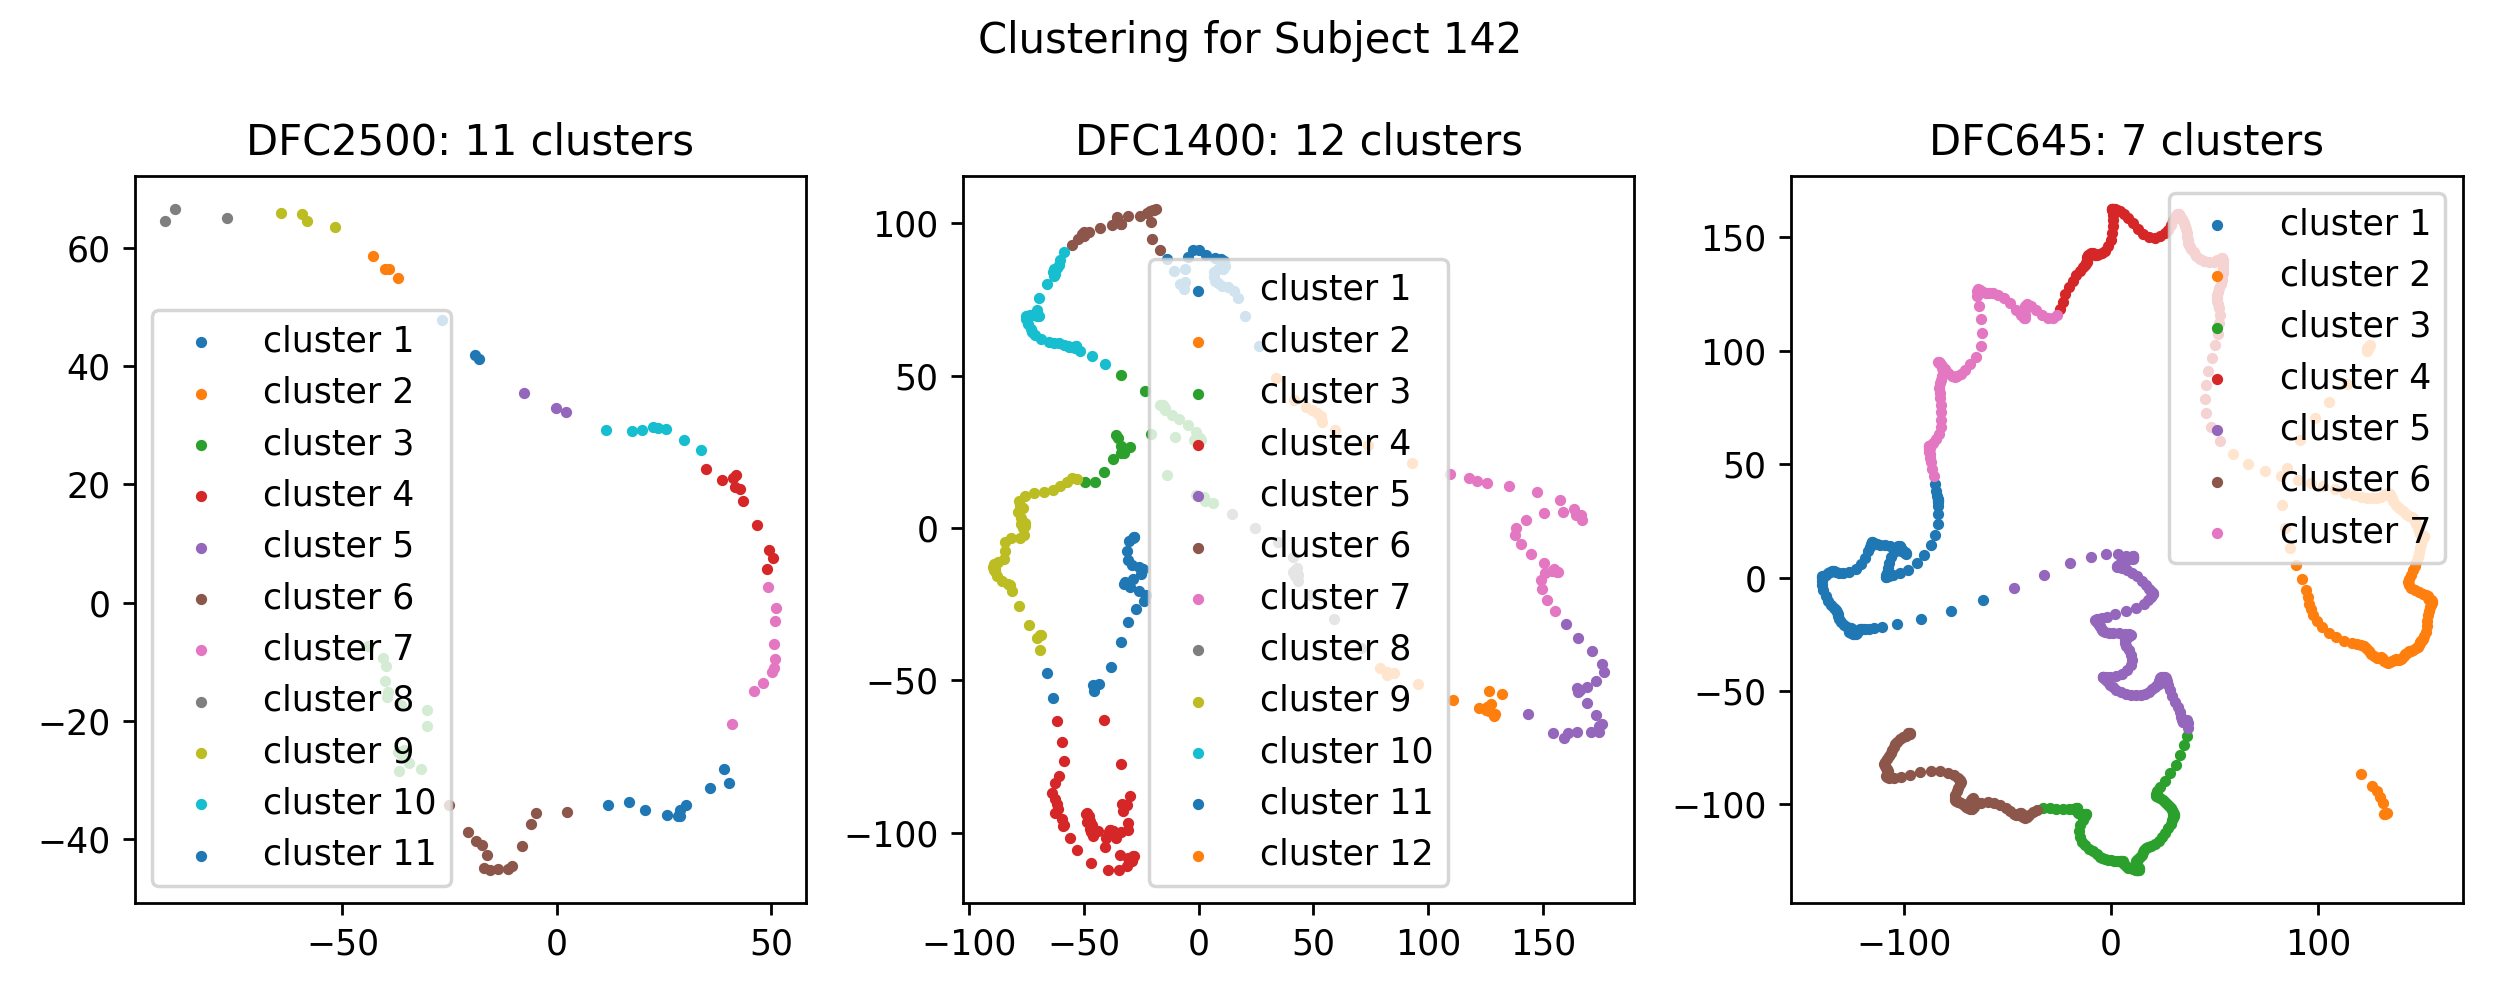 Clustering for Subject 142
DFC2500: 11 clusters
60
40
20
0
−20
−40
−50
0
50
cluster 1
cluster 2
cluster 3
cluster 4
cluster 5
cluster 6
cluster 7
cluster 8
cluster 9
cluster 10
cluster 11
DFC1400: 12 clusters
100
50
0
−50
−100
−100
−50
0
50
100
150
cluster 1
cluster 2
cluster 3
cluster 4
cluster 5
cluster 6
cluster 7
cluster 8
cluster 9
cluster 10
cluster 11
cluster 12
DFC645: 7 clusters
150
100
50
0
−50
−100
−100
0
100
cluster 1
cluster 2
cluster 3
cluster 4
cluster 5
cluster 6
cluster 7